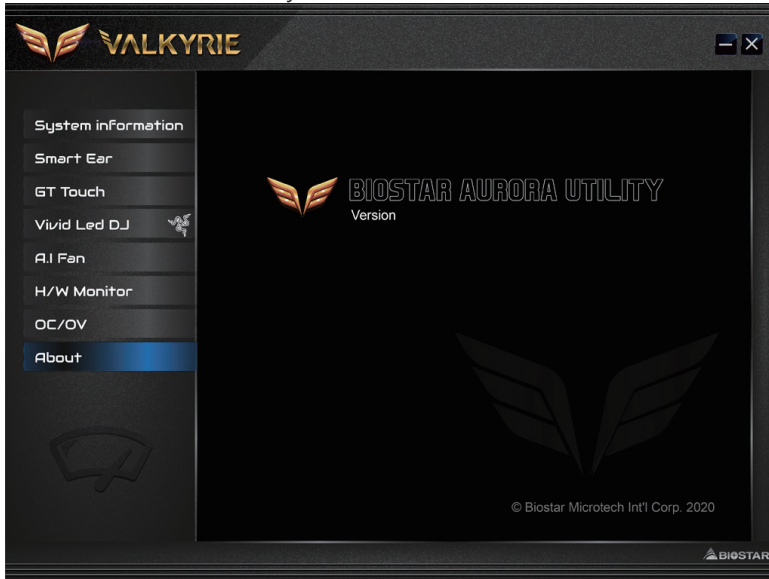 VALKYRIE
System information
Smart Ear
GT Touch
Vivid Led DJ
A.I Fan
H/W Monitor
OC/OV
About
BIOSTAR AURORA UTILITY
Version
© Biostar Microtech Int'l Corp. 2020
BIOSTAR